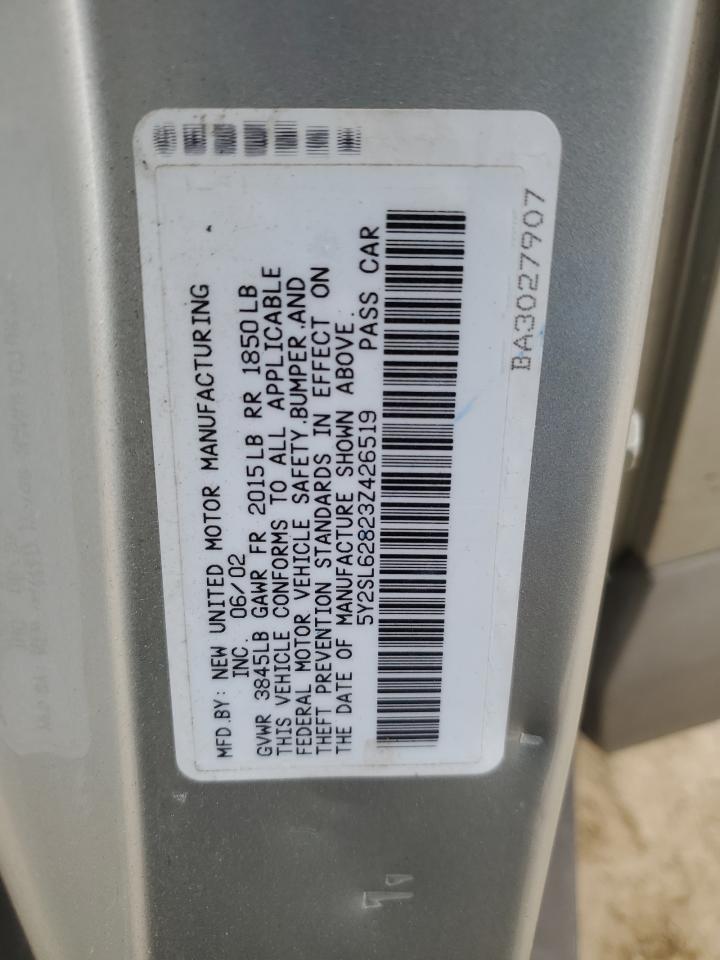 MFD.BY: NEW UNITED MOTOR MANUFACTURING
INC. 06/02
GVWR 3845LB GAWR FR 2015LB RR 1850LB
THIS VEHICLE CONFORMS TO ALL APPLICABLE
FEDERAL MOTOR VEHICLE SAFETY,BUMPER,AND
THEFT PREVENTION STANDARDS IN EFFECT ON
THE DATE OF MANUFACTURE SHOWN ABOVE.
5Y2SL62823Z426519 PASS CAR
BA3027907